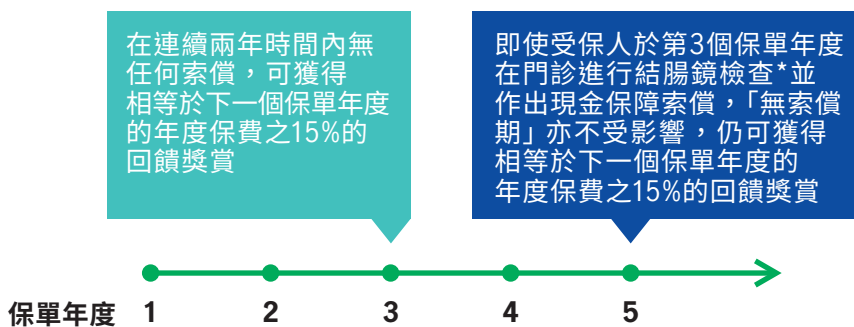 在連續兩年時間內無
任何索償，可獲得
相等於下一個保單年度
的年度保費之15%的
回饋獎賞
即使受保人於第3個保單年度
在門診進行結腸鏡檢查*並
作出現金保障索償，「無索償
期」亦不受影響，仍可獲得
相等於下一個保單年度的
年度保費之15%的回饋獎賞
保單年度 1 2 3 4 5